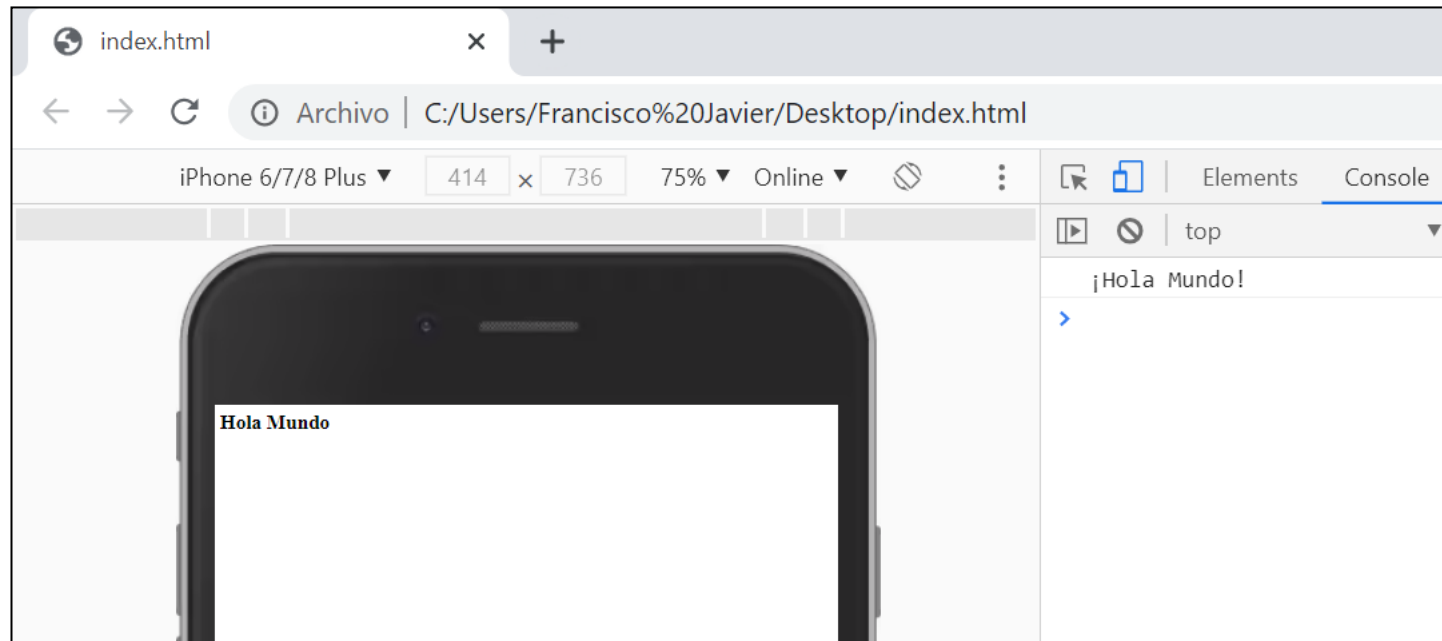 index.html
Archivo | C:/Users/Francisco%20Javier/Desktop/index.html
iPhone 6/7/8 Plus ▼ 414 × 736 75% ▼ Online ▼
Elements Console
top ▼
¡Hola Mundo!
Hola Mundo